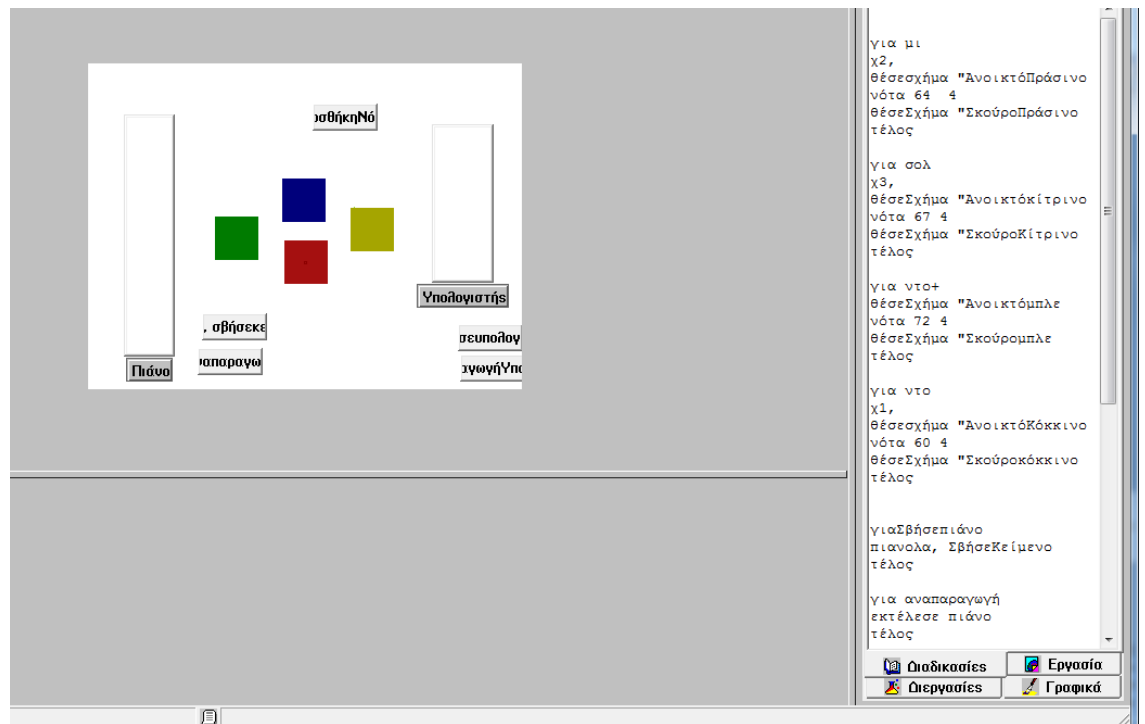 οσθήκηΝό
Υπολογιστής
, σβήσεκε
σευπολογ
Πιάνο
ναπαραγω
αγωγήΥπο
για μι
χ2,
θέσεσχήμα "ΑνοικτόΠράσινο
νότα 64 4
θέσεΣχήμα "ΣκούροΠράσινο
τέλος
για σολ
χ3,
θέσεΣχήμα "Ανοικτόκίτρινο
νότα 67 4
θέσεΣχήμα "ΣκούροΚίτρινο
τέλος
για ντο+
θέσεΣχήμα "Ανοικτόμπλε
νότα 72 4
θέσεΣχήμα "Σκούρομπλε
τέλος
για ντο
χ1,
θέσεσχήμα "ΑνοικτόΚόκκινο
νότα 60 4
θέσεΣχήμα "Σκούροκόκκινο
τέλος
γιαΣβήσεπιάνο
πιανολα, ΣβήσεΚείμενο
τέλος
για αναπαραγωγή
εκτέλεσε πιάνο
τέλος
Διαδικασίες
Εργασία
Διεργασίες
Γραφικά